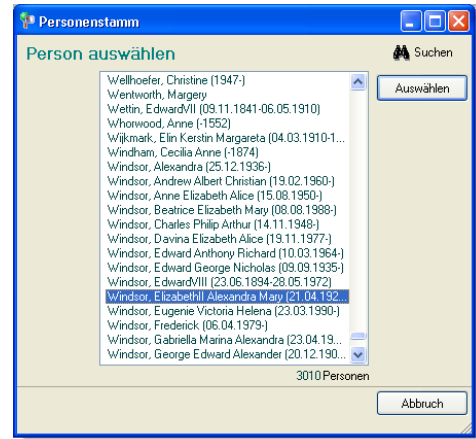 Personenstamm
Person auswählen
Suchen
Wellhoefer, Christine (1947-)
Wentworth, Margery
Wettin, EdwardVII (09.11.1841-06.05.1910)
Whorwood, Anne (-1552)
Wijkmark, Elin Kerstin Margareta (04.03.1910-1...
Windham, Cecilia Anne (-1874)
Windsor, Alexandra (25.12.1936-)
Windsor, Andrew Albert Christian (19.02.1960-)
Windsor, Anne Elizabeth Alice (15.08.1950-)
Windsor, Beatrice Elizabeth Mary (08.08.1988-)
Windsor, Charles Philip Arthur (14.11.1948-)
Windsor, Davina Elizabeth Alice (19.11.1977-)
Windsor, Edward Anthony Richard (10.03.1964-)
Windsor, Edward George Nicholas (09.09.1935-)
Windsor, EdwardVIII (23.06.1894-28.05.1972)
Windsor, ElizabethII Alexandra Mary (21.04.192...
Windsor, Eugenie Victoria Helena (23.03.1990-)
Windsor, Frederick (06.04.1979-)
Windsor, Gabriella Marina Alexandra (23.04.19...
Windsor, George Edward Alexander (20.12.190...
Auswählen
3010 Personen
Abbruch